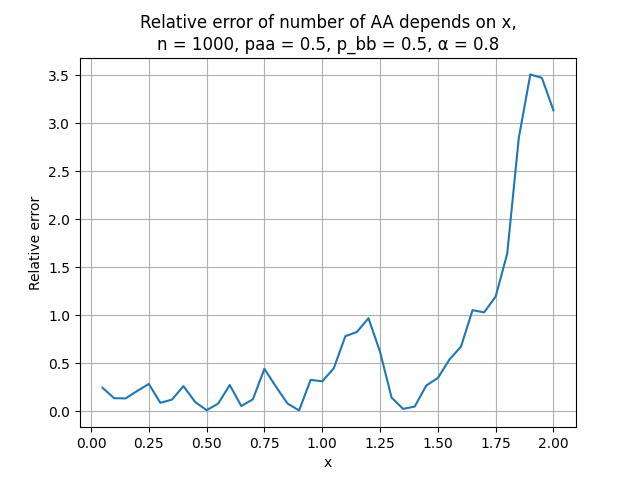 Relative error of number of AA depends on x,
n = 1000, paa = 0.5, p_bb = 0.5, α = 0.8
3.5
3.0
2.5
2.0
1.5
1.0
0.5
0.0
Relative error
0.00 0.25 0.50 0.75 1.00 1.25 1.50 1.75 2.00
x